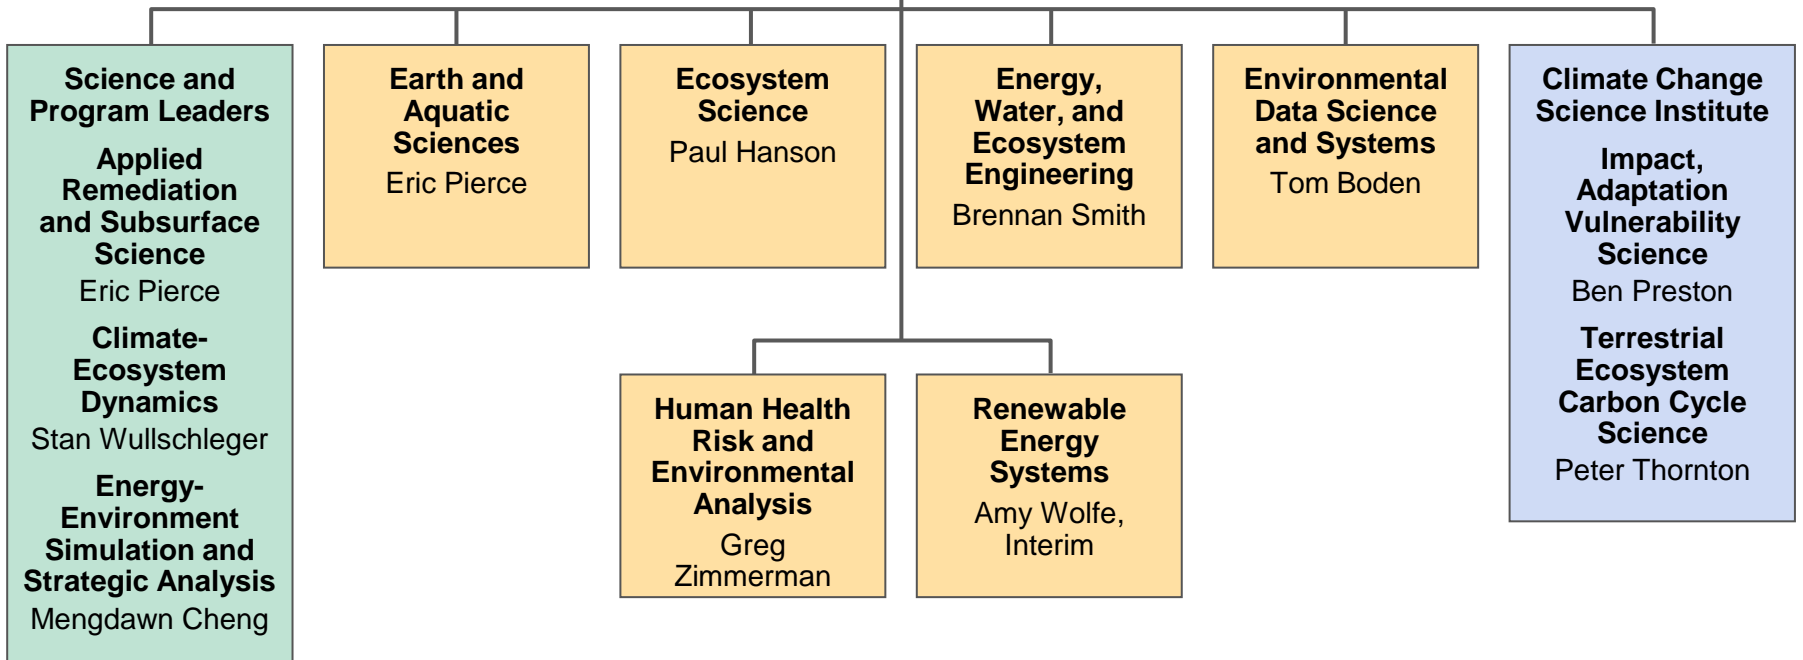 Science and
Program Leaders
Applied
Remediation
and Subsurface
Science
Eric Pierce
Climate-
Ecosystem
Dynamics
Stan Wullschleger
Energy-
Environment
Simulation and
Strategic Analysis
Mengdawn Cheng
Earth and
Aquatic
Sciences
Eric Pierce
Ecosystem
Science
Paul Hanson
Energy,
Water, and
Ecosystem
Engineering
Brennan Smith
Environmental
Data Science
and Systems
Tom Boden
Climate Change
Science Institute
Impact,
Adaptation
Vulnerability
Science
Ben Preston
Terrestrial
Ecosystem
Carbon Cycle
Science
Peter Thornton
Human Health
Risk and
Environmental
Analysis
Greg
Zimmerman
Renewable
Energy
Systems
Amy Wolfe,
Interim